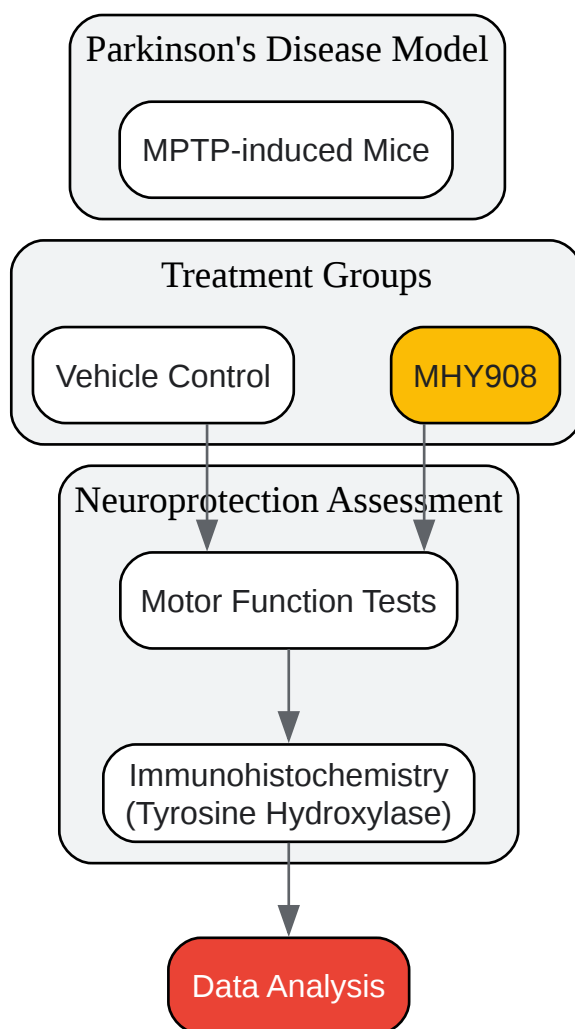 Parkinson's Disease Model
MPTP-induced Mice
Treatment Groups
Vehicle Control
MHY908
Neuroprotection Assessment
Motor Function Tests
Immunohistochemistry
(Tyrosine Hydroxylase)
Data Analysis